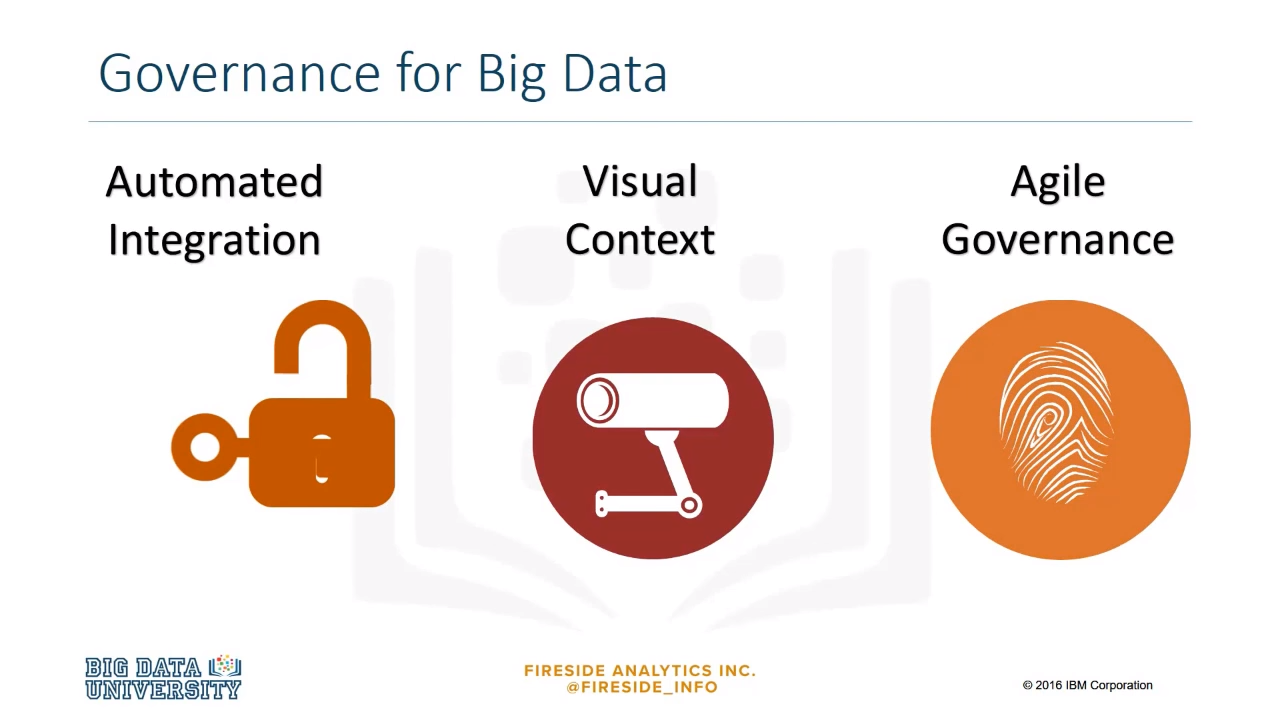 Governance for Big Data
Automated
Integration
Visual
Context
Agile
Governance
BIG DATA
UNIVERSITY
FIRESIDE ANALYTICS INC.
@FIRESIDE_INFO
© 2016 IBM Corporation